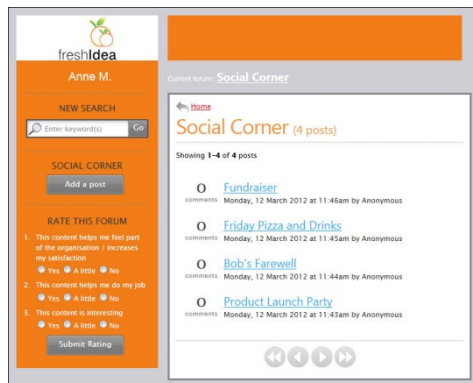 freshIdea
Anne M.
NEW SEARCH
Enter keyword(s)
Go
SOCIAL CORNER
Add a post
RATE THIS FORUM
1. This content helps me feel part
of the organisation / increases
my satisfaction
Yes A little No
2. This content helps me do my job
Yes A little No
3. This content is interesting
Yes A little No
Submit Rating
Current forum: Social Corner
Home
Social Corner (4 posts)
Showing 1–4 of 4 posts
0 Fundraiser
comments Monday, 12 March 2012 at 11:46am by Anonymous
0 Friday Pizza and Drinks
comments Monday, 12 March 2012 at 11:45am by Anonymous
0 Bob's Farewell
comments Monday, 12 March 2012 at 11:44am by Anonymous
0 Product Launch Party
comments Monday, 12 March 2012 at 11:43am by Anonymous